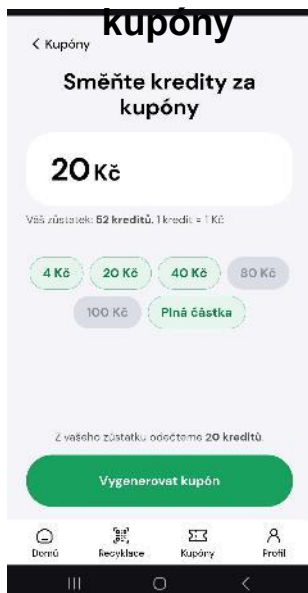 kupóny
Kupóny
Směňte kredity za
kupóny
20 Kč
Váš zůstatek: 52 kreditů. 1 kredit = 1 Kč
4 Kč 20 Kč 40 Kč 80 Kč
100 Kč Plná částka
Z vašeho zůstatku odečteme 20 kreditů.
Vygenerovat kupón
Domů Recyklace Kupóny Profil